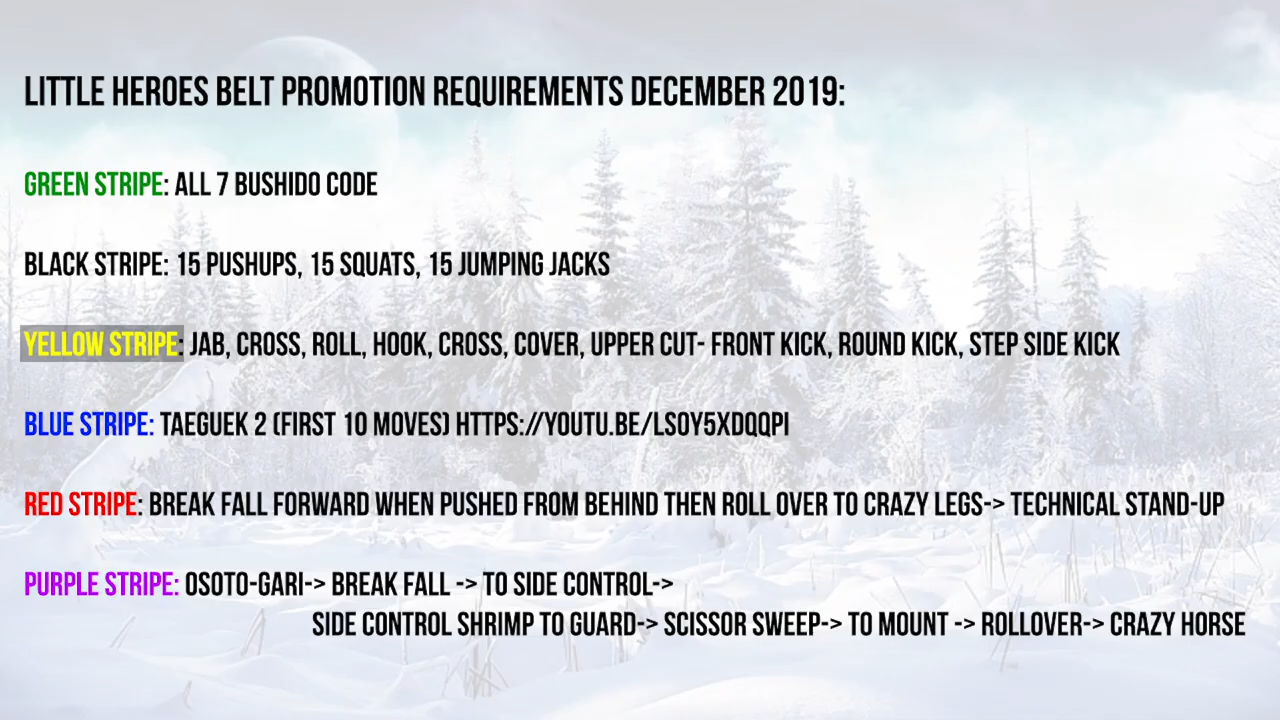 LITTLE HEROES BELT PROMOTION REQUIREMENTS DECEMBER 2019:
GREEN STRIPE: ALL 7 BUSHIDO CODE
BLACK STRIPE: 15 PUSHUPS, 15 SQUATS, 15 JUMPING JACKS
YELLOW STRIPE: JAB, CROSS, ROLL, HOOK, CROSS, COVER, UPPER CUT- FRONT KICK, ROUND KICK, STEP SIDE KICK
BLUE STRIPE: TAEGUEK 2 (FIRST 10 MOVES) HTTPS://YOUTU.BE/LSOY5XDQQPI
RED STRIPE: BREAK FALL FORWARD WHEN PUSHED FROM BEHIND THEN ROLL OVER TO CRAZY LEGS-> TECHNICAL STAND-UP
PURPLE STRIPE: OSOTO-GARI-> BREAK FALL -> TO SIDE CONTROL->
SIDE CONTROL SHRIMP TO GUARD-> SCISSOR SWEEP-> TO MOUNT -> ROLLOVER-> CRAZY HORSE